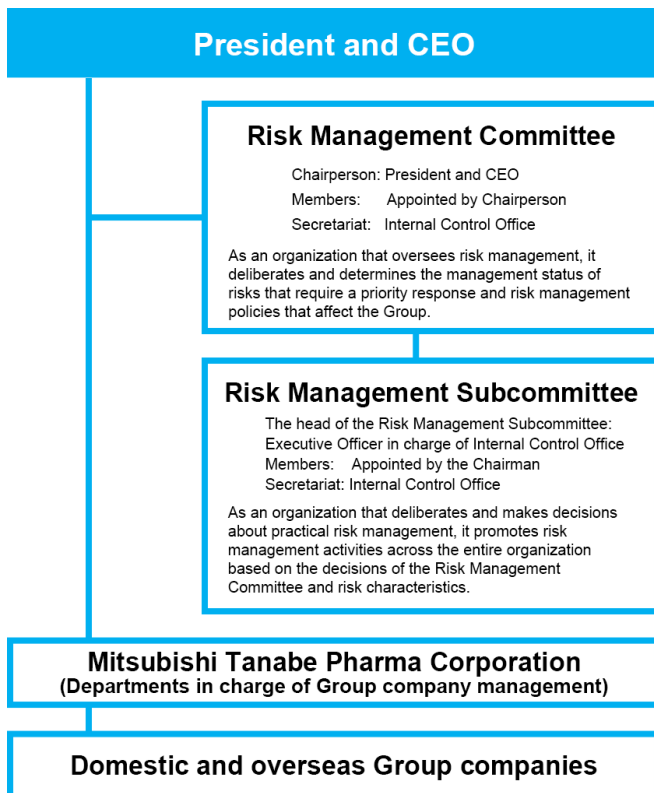 President and CEO
Risk Management Committee
Chairperson: President and CEO
Members: Appointed by Chairperson
Secretariat: Internal Control Office
As an organization that oversees risk management, it
deliberates and determines the management status of
risks that require a priority response and risk management
policies that affect the Group.
Risk Management Subcommittee
The head of the Risk Management Subcommittee:
Executive Officer in charge of Internal Control Office
Members: Appointed by the Chairman
Secretariat: Internal Control Office
As an organization that deliberates and makes decisions
about practical risk management, it promotes risk
management activities across the entire organization
based on the decisions of the Risk Management
Committee and risk characteristics.
Mitsubishi Tanabe Pharma Corporation
(Departments in charge of Group company management)
Domestic and overseas Group companies